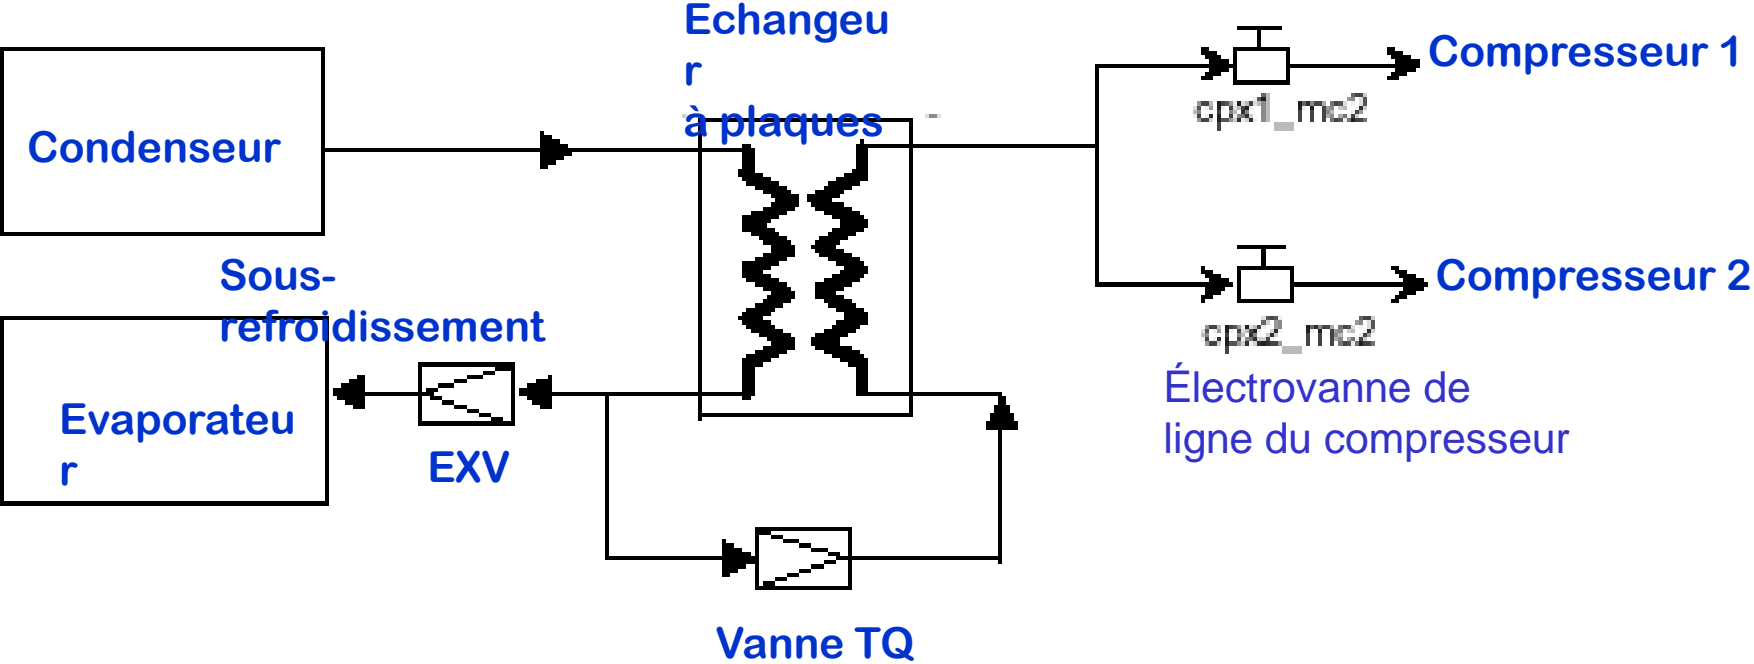 Echangeu
r
à plaques
Compresseur 1
cpx1_mc2
Condenseur
Sous-
refroidissement
Compresseur 2
cpx2_mc2
Électrovanne de
ligne du compresseur
Evaporateu
r
EXV
Vanne TQ